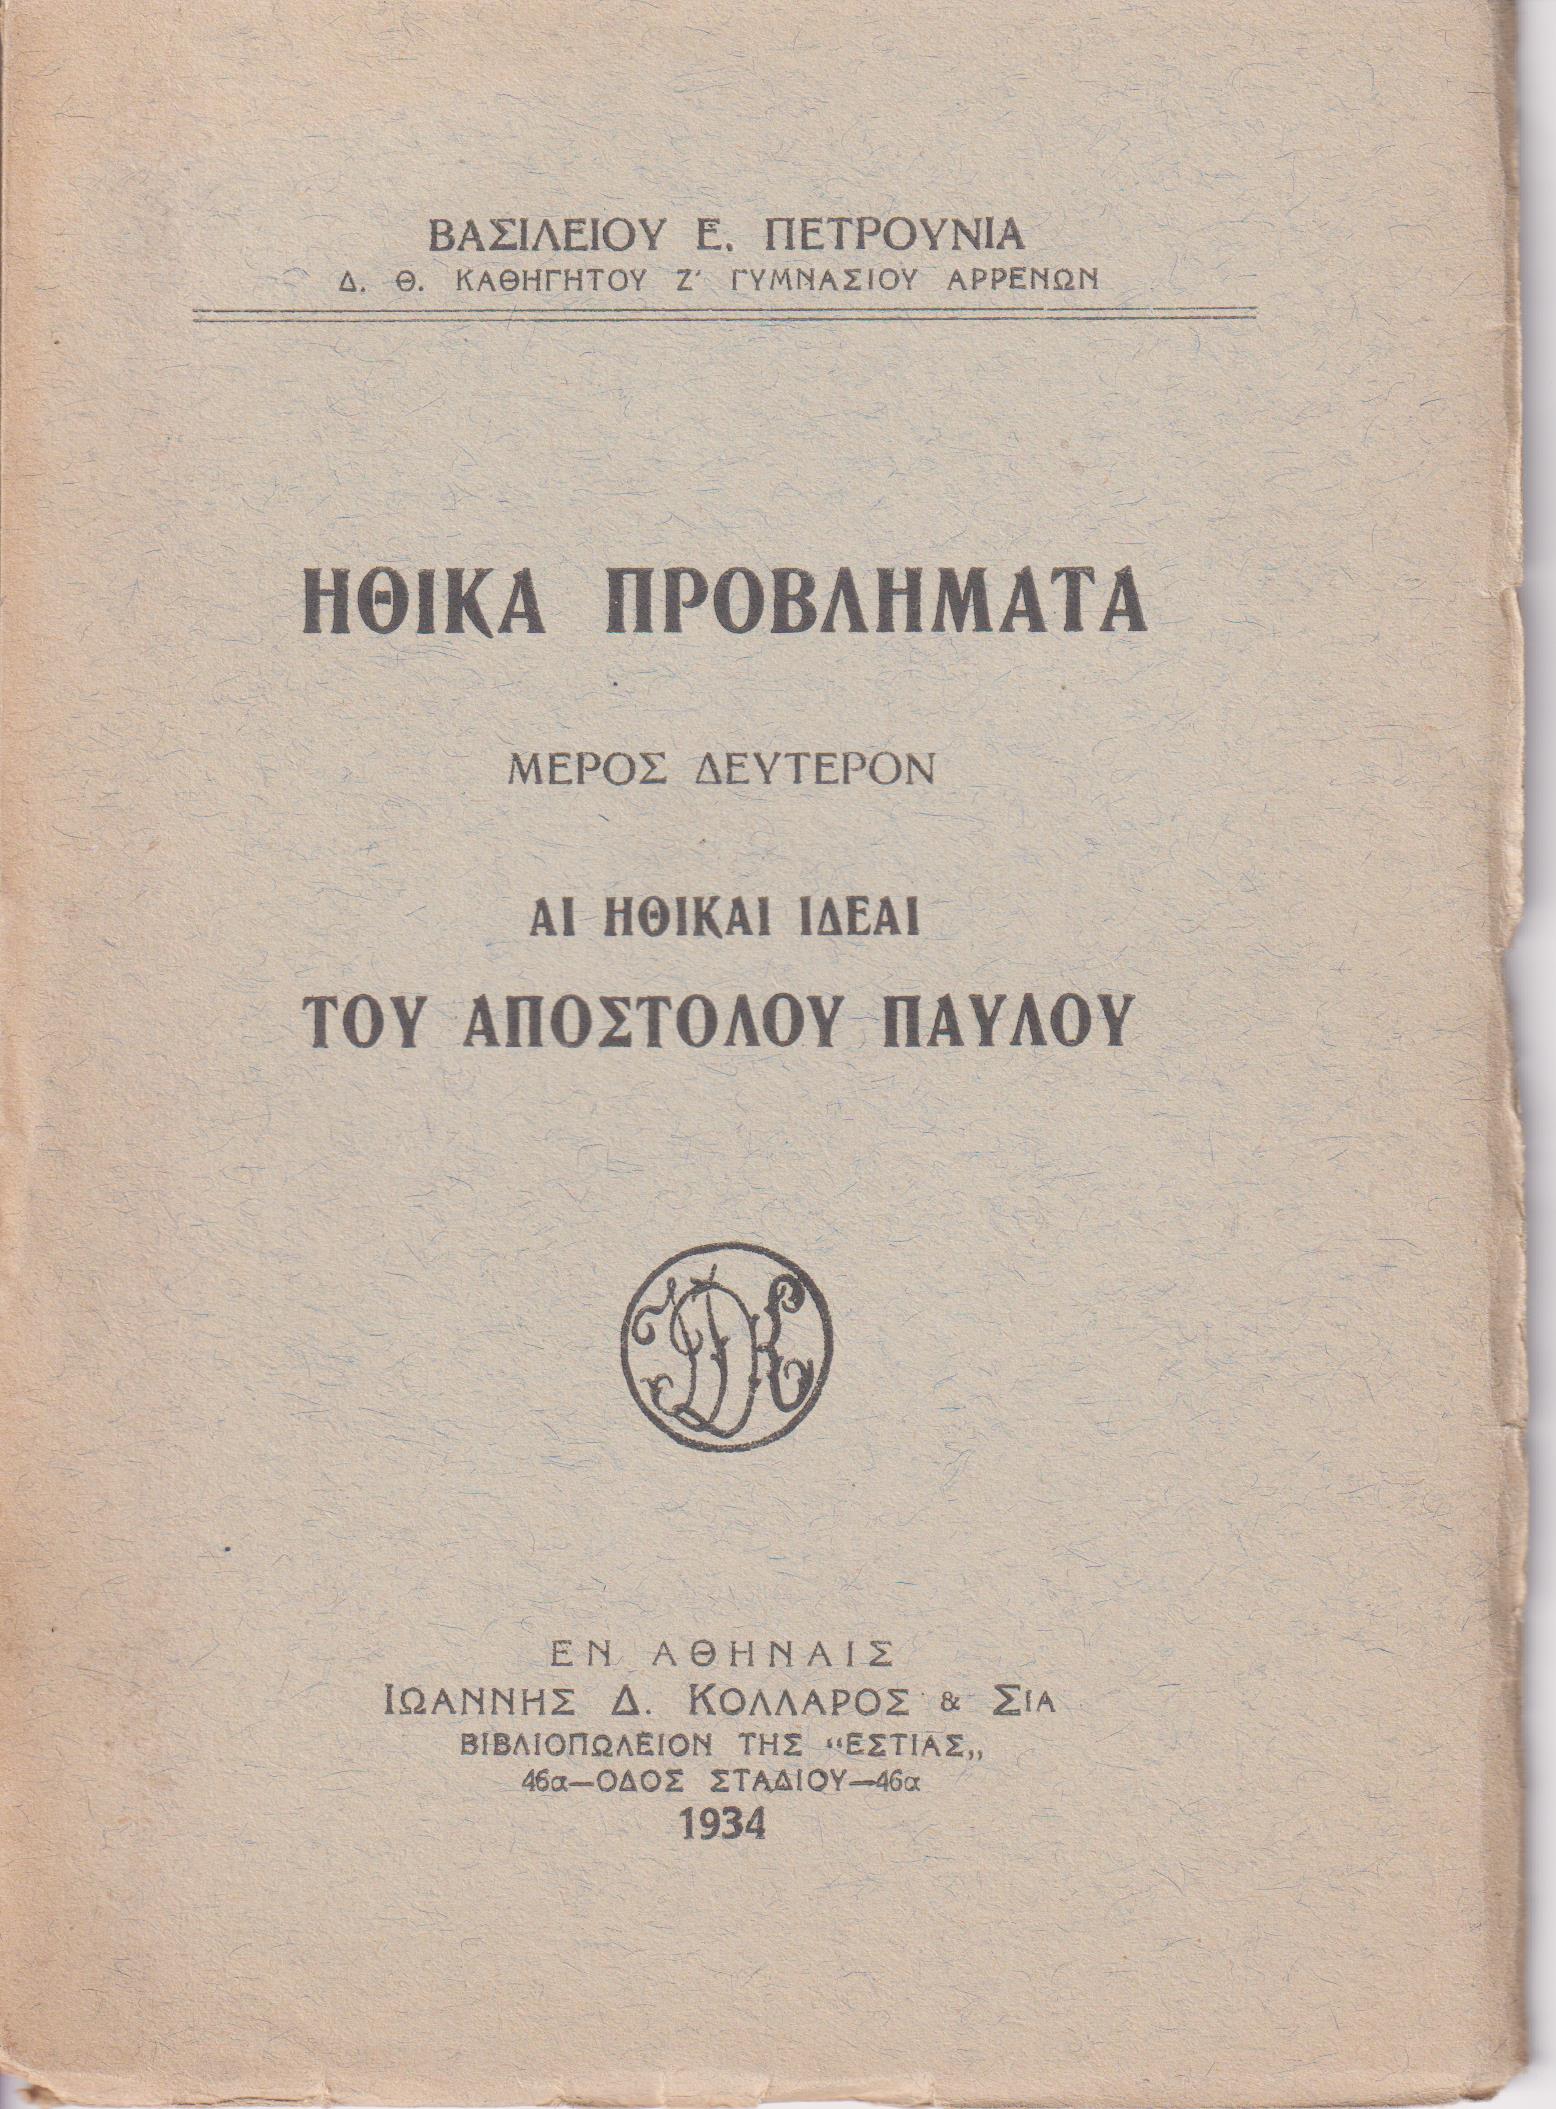 ΒΑΣΙΛΕΙΟΥ Ε. ΠΕΤΡΟΥΝΙΑ
Δ. Θ. ΚΑΘΗΓΗΤΟΥ Ζ' ΓΥΜΝΑΣΙΟΥ ΑΡΡΕΝΩΝ
ΗΘΙΚΑ ΠΡΟΒΛΗΜΑΤΑ
ΜΕΡΟΣ ΔΕΥΤΕΡΟΝ
ΑΙ ΗΘΙΚΑΙ ΙΔΕΑΙ
ΤΟΥ ΑΠΟΣΤΟΛΟΥ ΠΑΥΛΟΥ
JDK
ΕΝ ΑΘΗΝΑΙΣ
ΙΩΑΝΝΗΣ Δ. ΚΟΛΛΑΡΟΣ & ΣΙΑ
ΒΙΒΛΙΟΠΩΛΕΙΟΝ ΤΗΣ “ΕΣΤΙΑΣ„
46α—ΟΔΟΣ ΣΤΑΔΙΟΥ—46α
1934